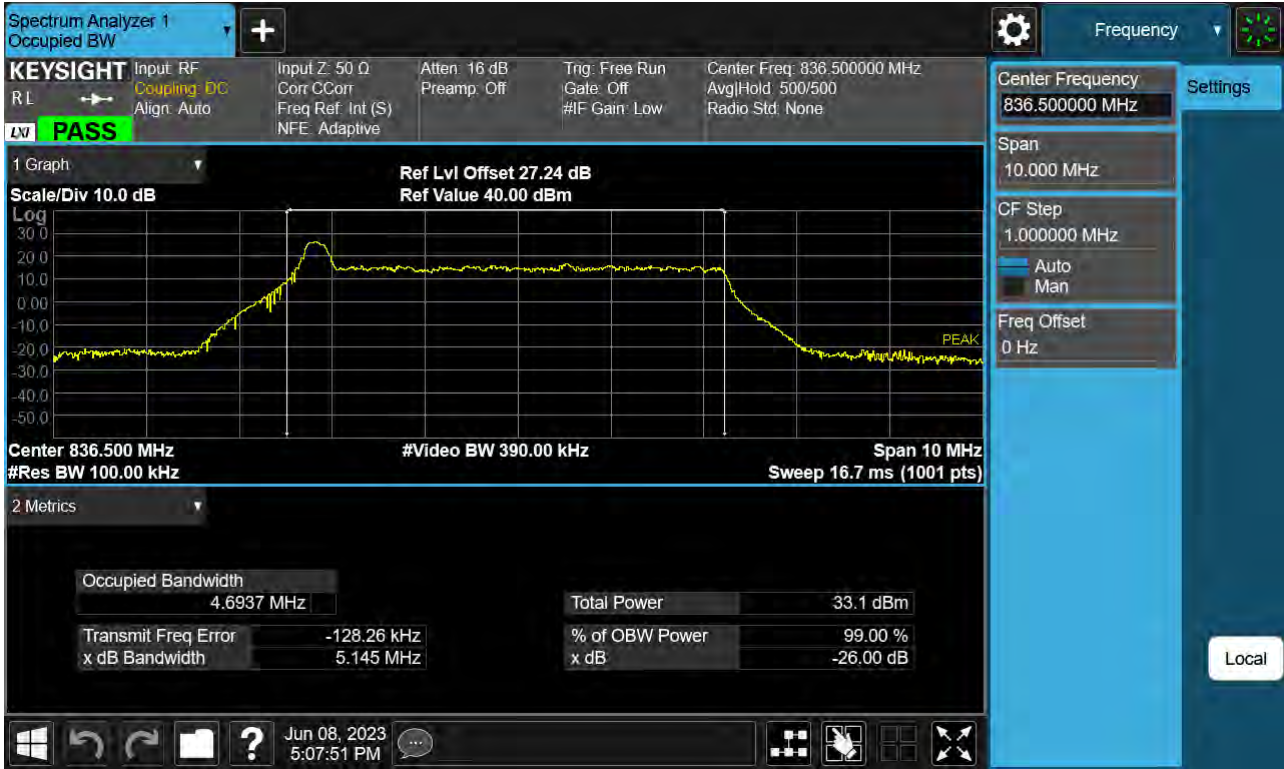 Spectrum Analyzer 1
Occupied BW
+
Frequency
KEYSIGHT
RL
LXI PASS
Input: RF
Coupling: DC
Align: Auto
Input Z: 50 Ω
Corr CCorr
Freq Ref: Int (S)
NFE: Adaptive
Atten: 16 dB
Preamp: Off
Trig: Free Run
Gate: Off
#IF Gain: Low
Center Freq: 836.500000 MHz
Avg|Hold: 500/500
Radio Std: None
Center Frequency
836.500000 MHz
Settings
Span
10.000 MHz
CF Step
1.000000 MHz
Auto
Man
Freq Offset
0 Hz
Local
1 Graph
Scale/Div 10.0 dB
Ref Lvl Offset 27.24 dB
Ref Value 40.00 dBm
Log
30.0
20.0
10.0
0.00
-10.0
-20.0
-30.0
-40.0
-50.0
PEAK
Center 836.500 MHz
#Video BW 390.00 kHz
Span 10 MHz
#Res BW 100.00 kHz
Sweep 16.7 ms (1001 pts)
2 Metrics
Occupied Bandwidth
4.6937 MHz
Total Power 33.1 dBm
Transmit Freq Error -128.26 kHz
% of OBW Power 99.00 %
x dB Bandwidth 5.145 MHz
x dB -26.00 dB
?
Jun 08, 2023
5:07:51 PM